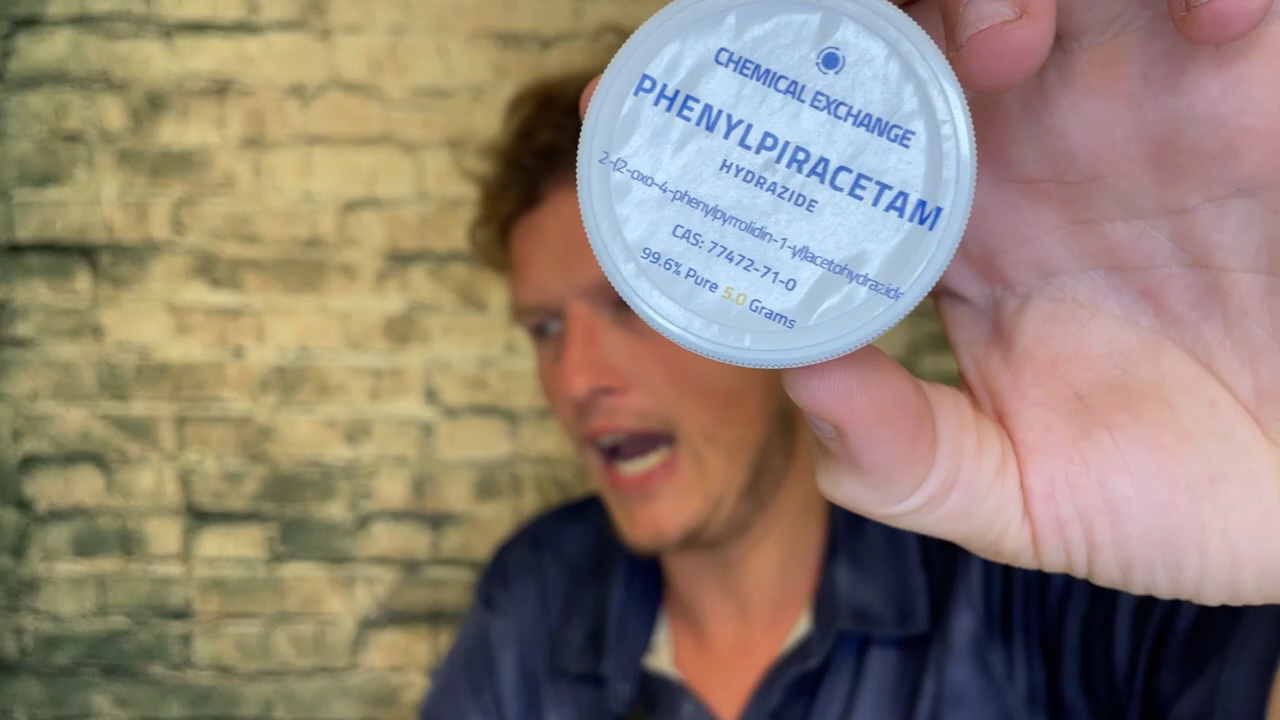 CHEMICAL EXCHANGE
PHENYLPIRACETAM
HYDRAZIDE
2-(2-oxo-4-phenylpyrrolidin-1-yl)acetohydrazide
CAS: 77472-71-0
99.6% Pure 5.0 Grams